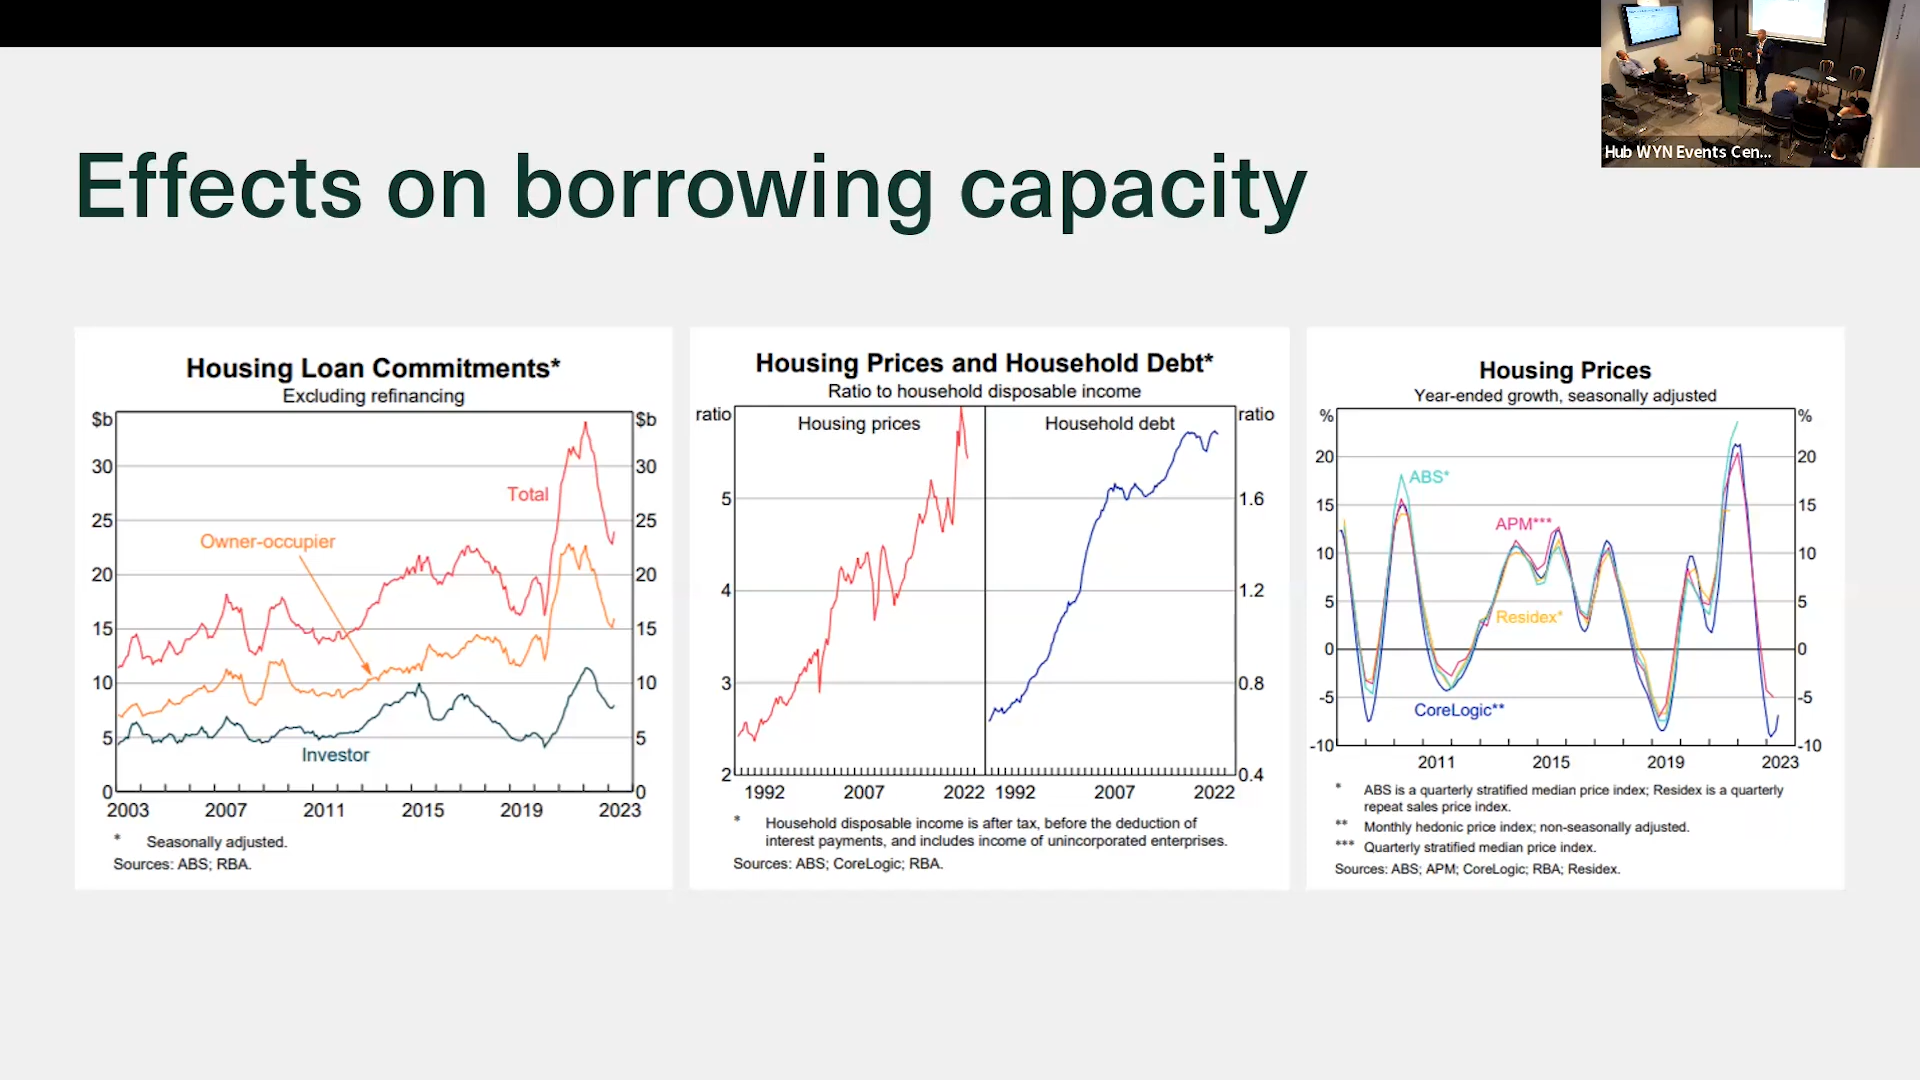 Hub WYN Events Cen...
Effects on borrowing capacity
Housing Loan Commitments*
Excluding refinancing
$b
$b
30
30
25
25
20
20
15
15
10
10
5
5
0
0
Total
Owner-occupier
Investor
2003
2007
2011
2015
2019
2023
* Seasonally adjusted.
Sources: ABS; RBA.
Housing Prices and Household Debt*
Ratio to household disposable income
ratio
ratio
Housing prices
Household debt
5
1.6
4
1.2
3
0.8
2
0.4
1992
2007
2022
1992
2007
2022
* Household disposable income is after tax, before the deduction of
interest payments, and includes income of unincorporated enterprises.
Sources: ABS; CoreLogic; RBA.
Housing Prices
Year-ended growth, seasonally adjusted
%
%
20
20
15
15
10
10
5
5
0
0
-5
-5
-10
-10
ABS*
APM***
Residex*
CoreLogic**
2011
2015
2019
2023
* ABS is a quarterly stratified median price index; Residex is a quarterly
repeat sales price index.
** Monthly hedonic price index; non-seasonally adjusted.
*** Quarterly stratified median price index.
Sources: ABS; APM; CoreLogic; RBA; Residex.